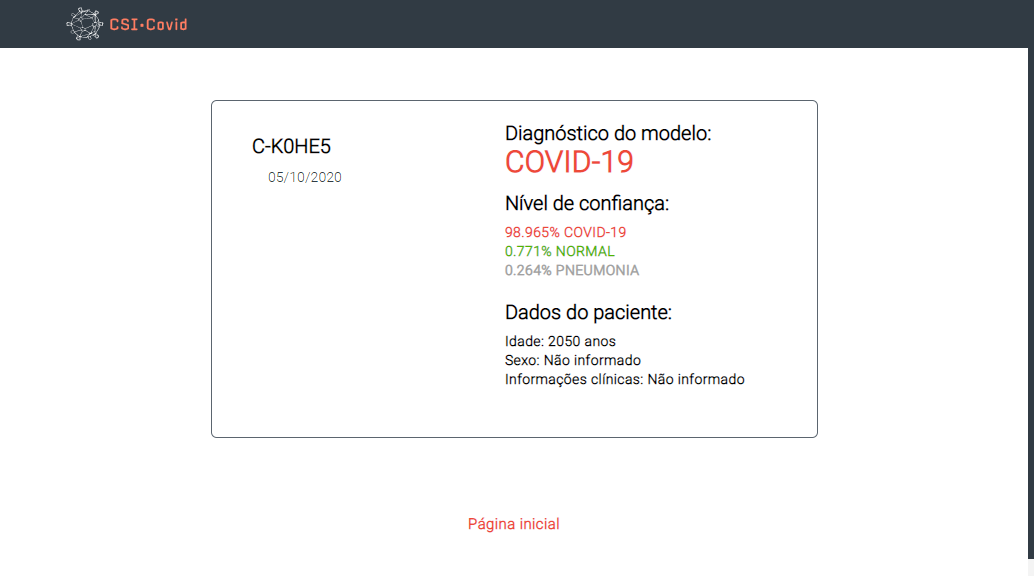 CSI•Covid
C-K0HE5
05/10/2020
Diagnóstico do modelo:
COVID-19
Nível de confiança:
98.965% COVID-19
0.771% NORMAL
0.264% PNEUMONIA
Dados do paciente:
Idade: 2050 anos
Sexo: Não informado
Informações clínicas: Não informado
Página inicial